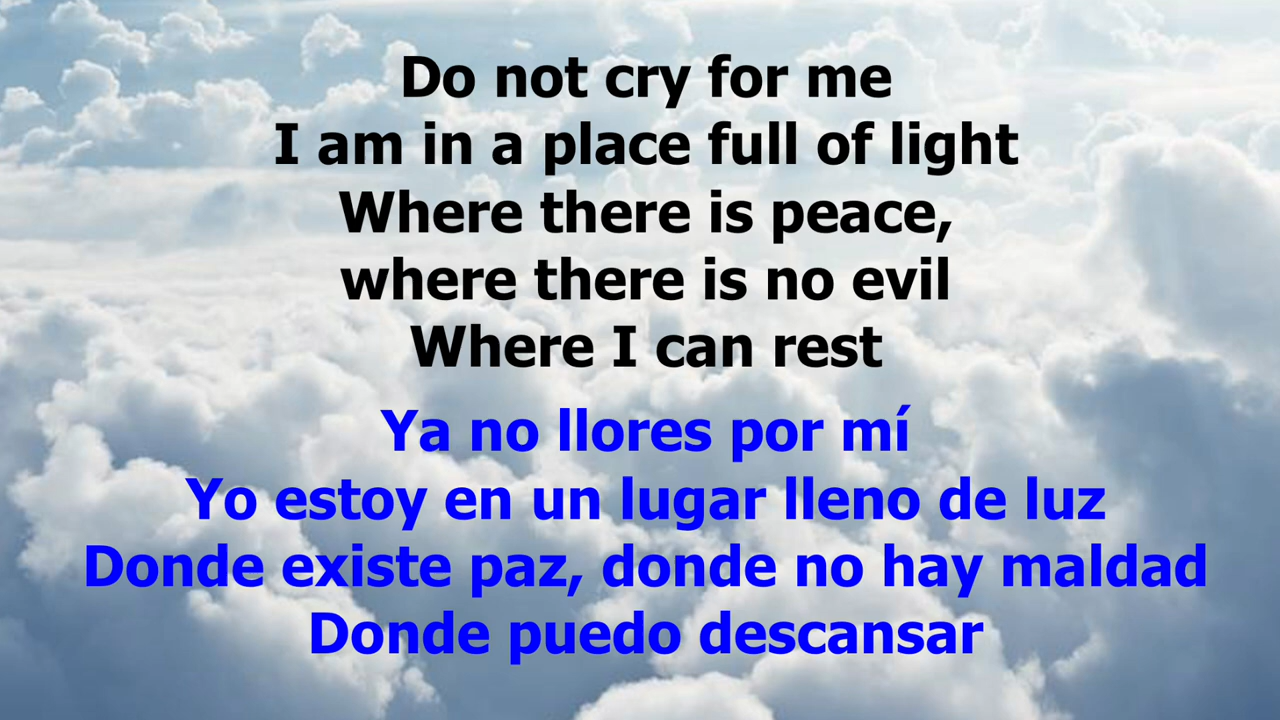 Do not cry for me
I am in a place full of light
Where there is peace,
where there is no evil
Where I can rest
Ya no llores por mí
Yo estoy en un lugar lleno de luz
Donde existe paz, donde no hay maldad
Donde puedo descansar